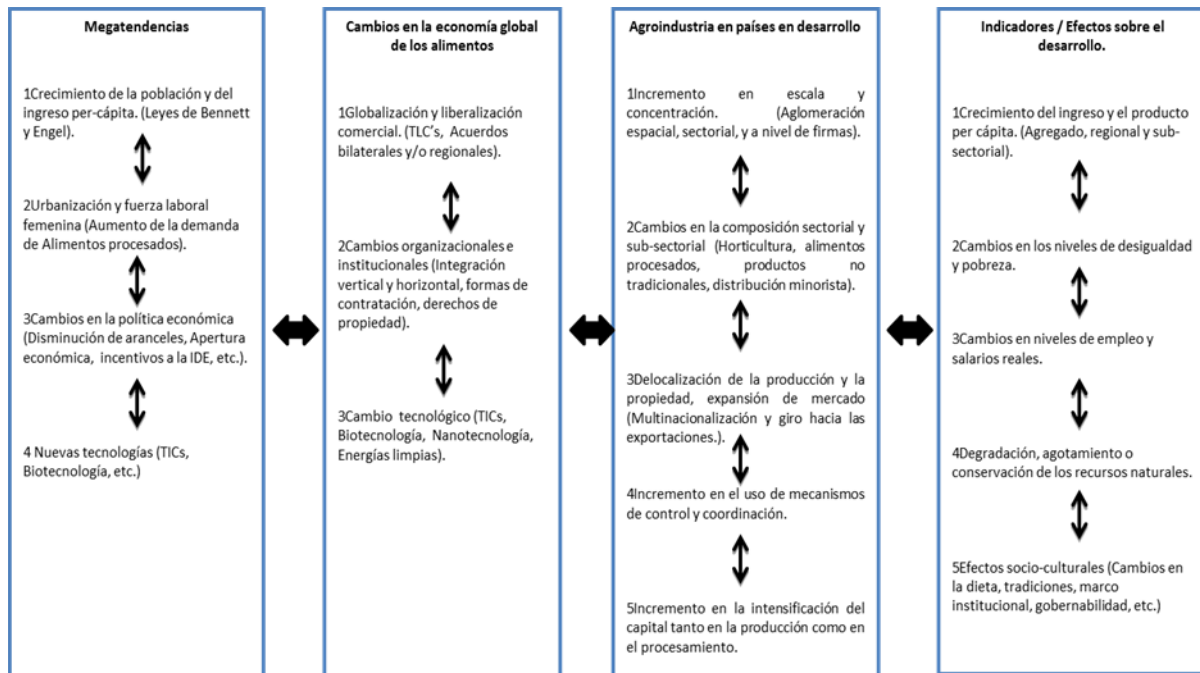 Megatendencias
1Crecimiento de la población y del
ingreso per-cápita. (Leyes de Bennett
y Engel).
2Urbanización y fuerza laboral
femenina (Aumento de la demanda
de Alimentos procesados).
3Cambios en la política económica
(Disminución de aranceles, Apertura
económica, incentivos a la IDE, etc.).
4 Nuevas tecnologías (TICs,
Biotecnología, etc.)
Cambios en la economía global
de los alimentos
1Globalización y liberalización
comercial. (TLC's, Acuerdos
bilaterales y/o regionales).
2Cambios organizacionales e
institucionales (Integración
vertical y horizontal, formas de
contratación, derechos de
propiedad).
3Cambio tecnológico (TICs,
Biotecnología, Nanotecnología,
Energías limpias).
Agroindustria en países en desarrollo
1Incremento en escala y
concentración. (Aglomeración
espacial, sectorial, y a nivel de firmas).
2Cambios en la composición sectorial y
sub-sectorial (Horticultura, alimentos
procesados, productos no
tradicionales, distribución minorista).
3Delocalización de la producción y la
propiedad, expansión de mercado
(Multinacionalización y giro hacia las
exportaciones.).
4Incremento en el uso de mecanismos
de control y coordinación.
5Incremento en la intensificación del
capital tanto en la producción como en
el procesamiento.
Indicadores / Efectos sobre el
desarrollo.
1Crecimiento del ingreso y el producto
per cápita. (Agregado, regional y sub-
sectorial).
2Cambios en los niveles de desigualdad
y pobreza.
3Cambios en niveles de empleo y
salarios reales.
4Degradación, agotamiento o
conservación de los recursos naturales.
5Efectos socio-culturales (Cambios en
la dieta, tradiciones, marco
institucional, gobernabilidad, etc.)